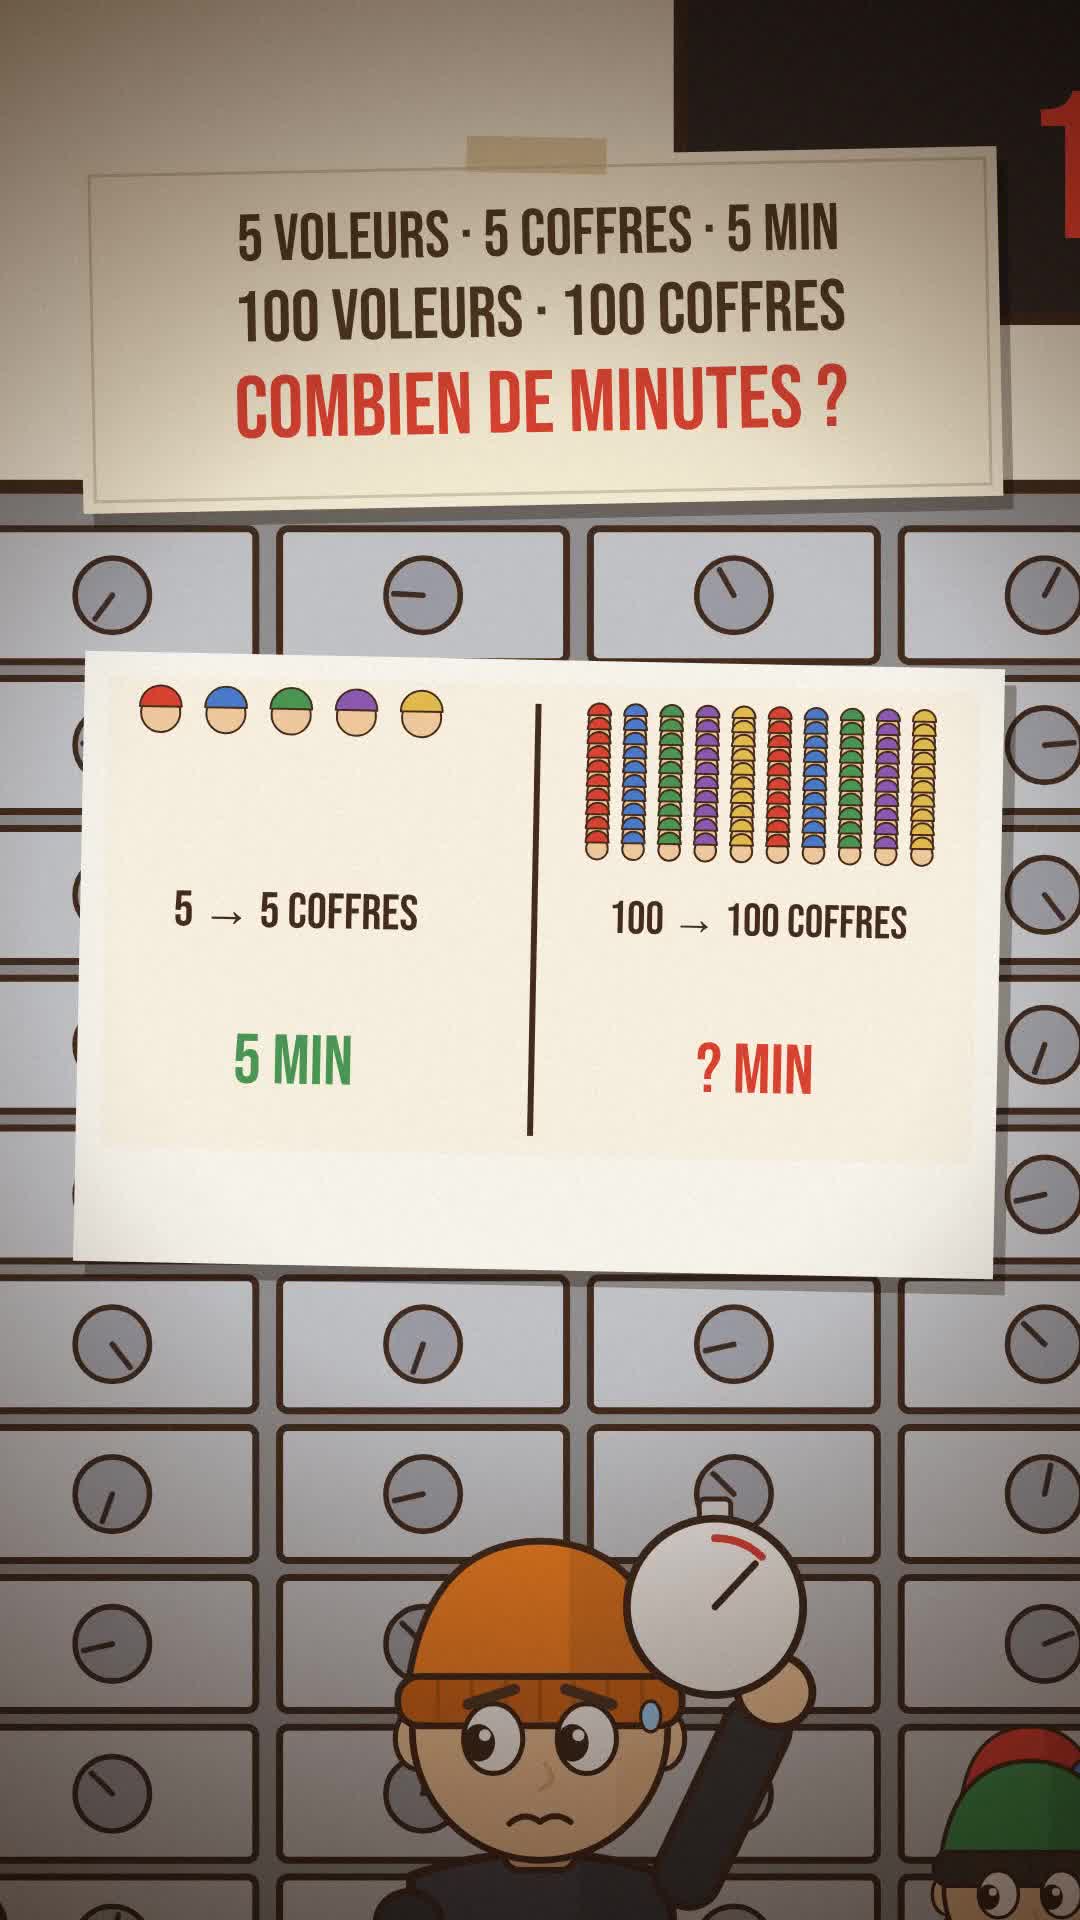 5 VOLEURS · 5 COFFRES · 5 MIN
100 VOLEURS · 100 COFFRES
COMBIEN DE MINUTES ?
5 → 5 COFFRES
5 MIN
100 → 100 COFFRES
? MIN